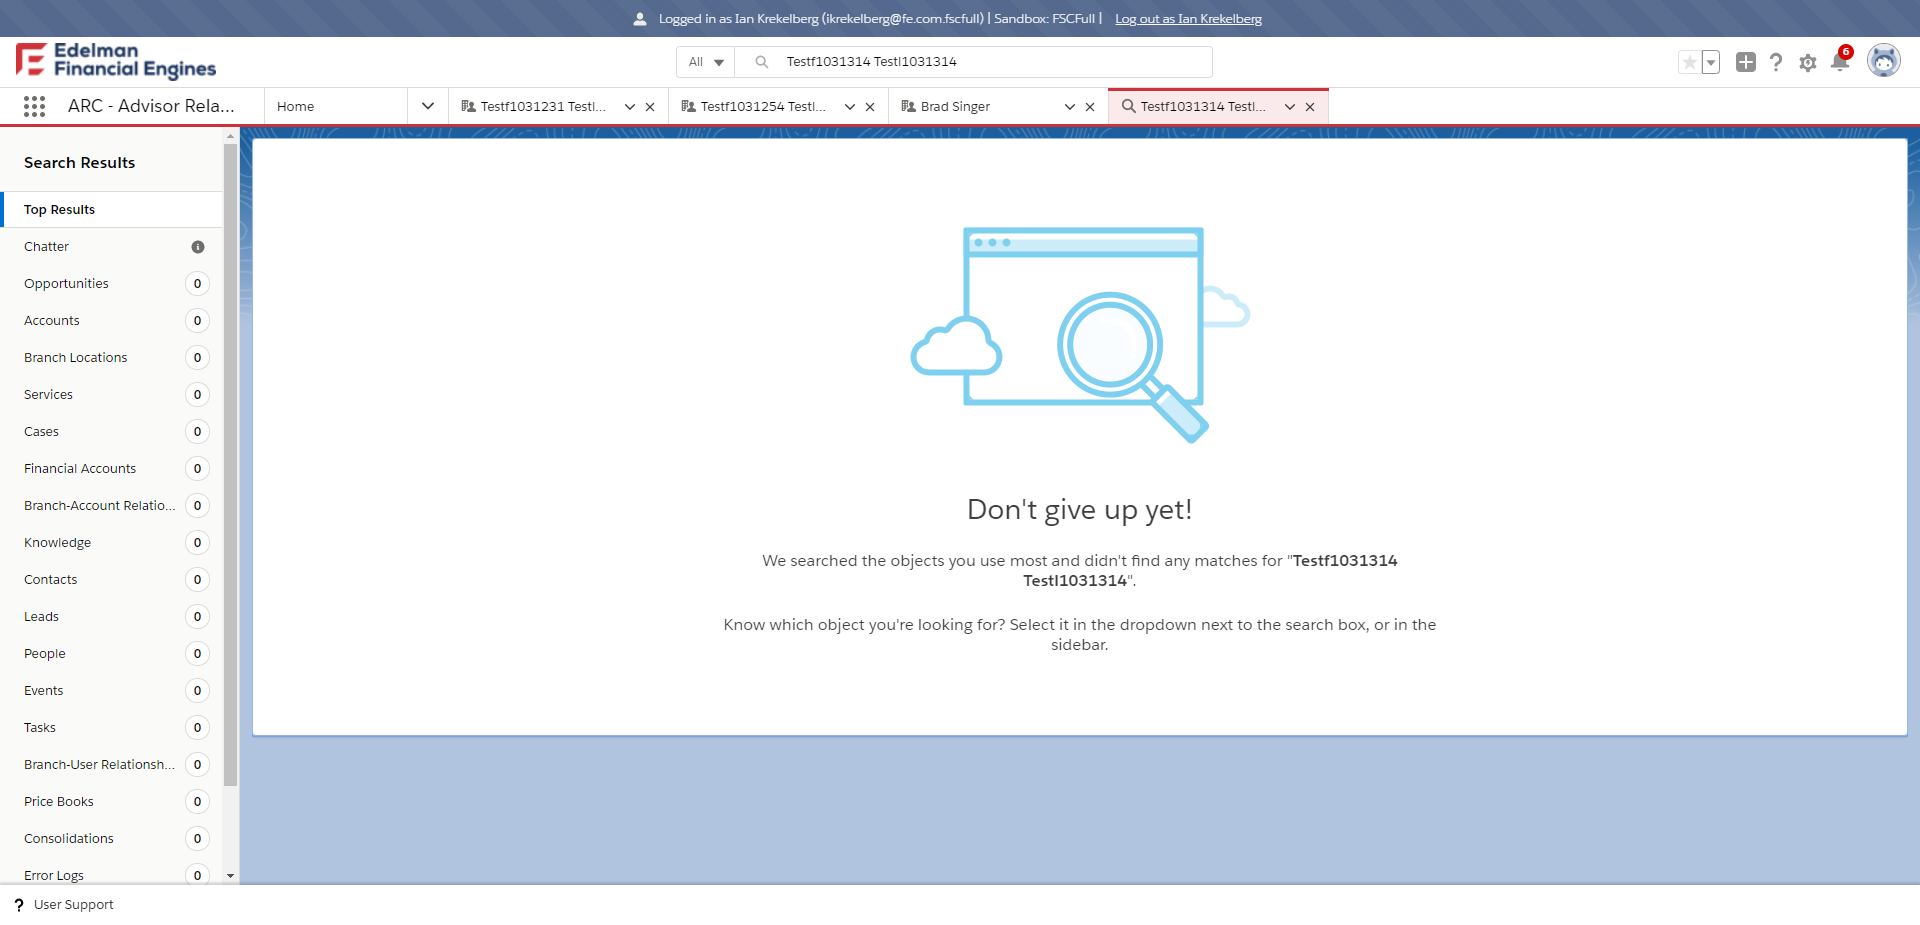 Logged in as Ian Krekelberg (ikrekelberg@fe.com.fscfull) | Sandbox: FSCFull | Log out as Ian Krekelberg
Edelman
Financial Engines
All
Testf1031314 Testl1031314
6
ARC - Advisor Rela...
Home
Testf1031231 Testl...
Testf1031254 Testl...
Brad Singer
Testf1031314 Testl...
Search Results
Top Results
Chatter
Opportunities 0
Accounts 0
Branch Locations 0
Services 0
Cases 0
Financial Accounts 0
Branch-Account Relatio... 0
Knowledge 0
Contacts 0
Leads 0
People 0
Events 0
Tasks 0
Branch-User Relationsh... 0
Price Books 0
Consolidations 0
Error Logs 0
Don't give up yet!
We searched the objects you use most and didn't find any matches for "Testf1031314
Testl1031314".
Know which object you're looking for? Select it in the dropdown next to the search box, or in the
sidebar.
? User Support